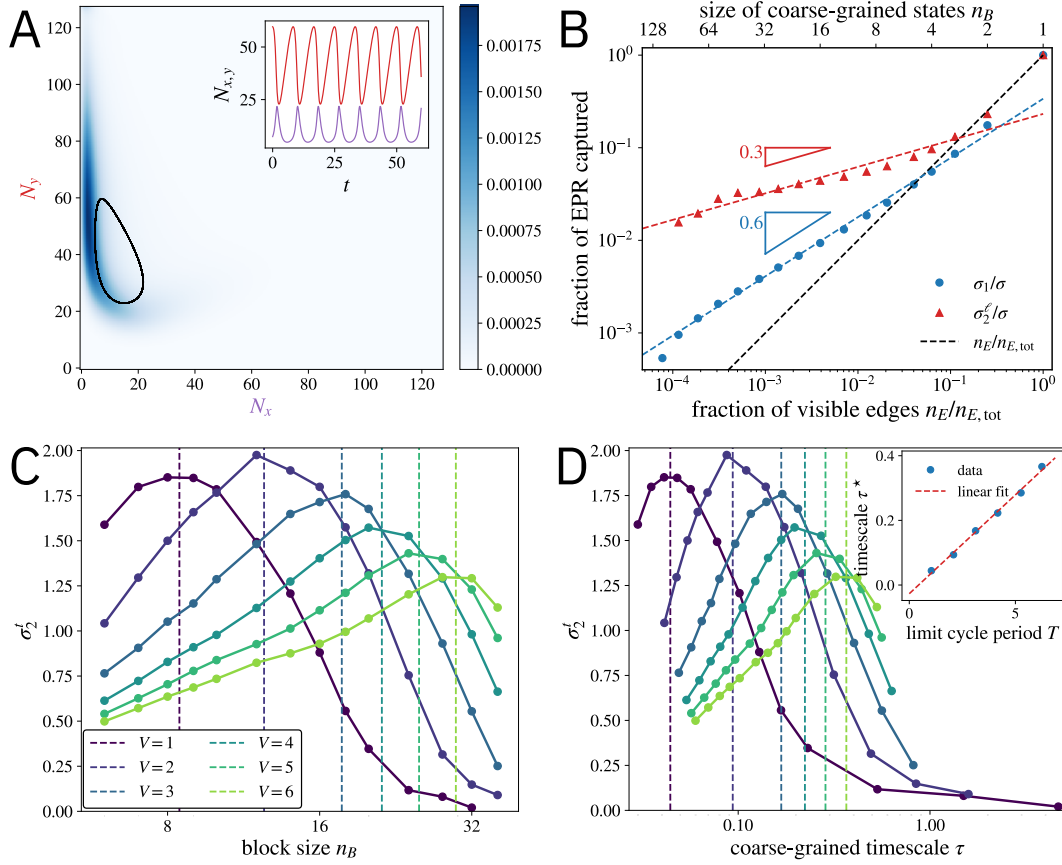 A
N_y
120
100
80
60
40
20
0
0
20
40
60
80
100
120
N_x
N_{x,y}
50
25
0
25
50
t
0.00175
0.00150
0.00125
0.00100
0.00075
0.00050
0.00025
0.00000
B
size of coarse-grained states n_B
128
64
32
16
8
4
2
1
fraction of EPR captured
10^0
10^{-1}
10^{-2}
10^{-3}
0.3
0.6
σ_1/σ
σ_2^ℓ/σ
n_E/n_{E,tot}
10^{-4}
10^{-3}
10^{-2}
10^{-1}
10^0
fraction of visible edges n_E/n_{E,tot}
C
σ_2^t
2.00
1.75
1.50
1.25
1.00
0.75
0.50
0.25
0.00
V = 1
V = 2
V = 3
V = 4
V = 5
V = 6
8
16
32
block size n_B
D
σ_2^t
2.00
1.75
1.50
1.25
1.00
0.75
0.50
0.25
0.00
0.10
1.00
coarse-grained timescale τ
timescale τ^⋆
0.4
0.2
0.0
data
linear fit
0
5
limit cycle period T